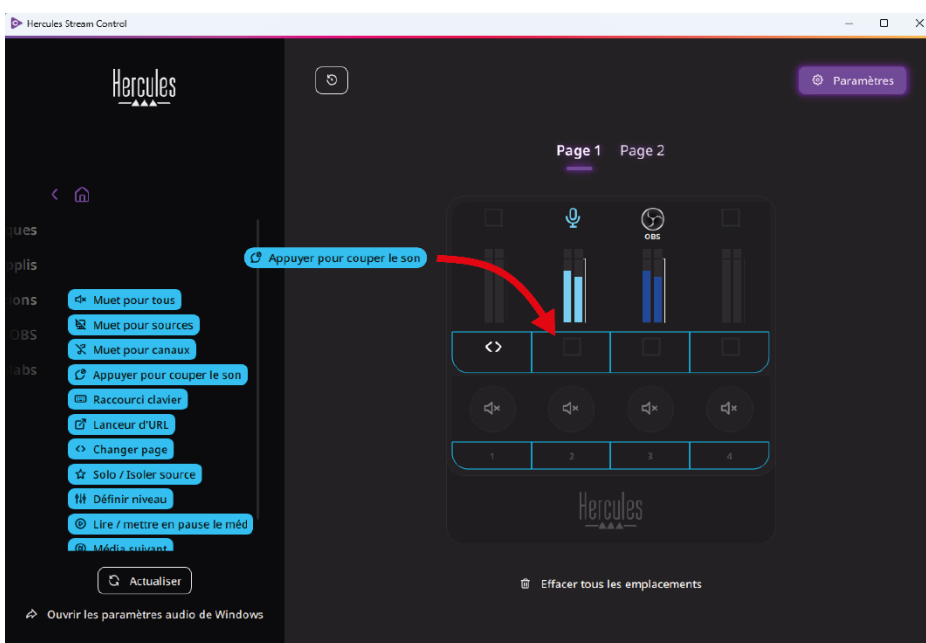 Hercules Stream Control
Hercules
Paramètres
Page 1 Page 2
ques
pplis
ions
OBS
labs
Appuyer pour couper le son
Muet pour tous
Muet pour sources
Muet pour canaux
Appuyer pour couper le son
Raccourci clavier
Lanceur d'URL
Changer page
Solo / Isoler source
Définir niveau
Lire / mettre en pause le méd
Média suivant
Actualiser
Ouvrir les paramètres audio de Windows
OBS
1 2 3 4
Hercules
Effacer tous les emplacements